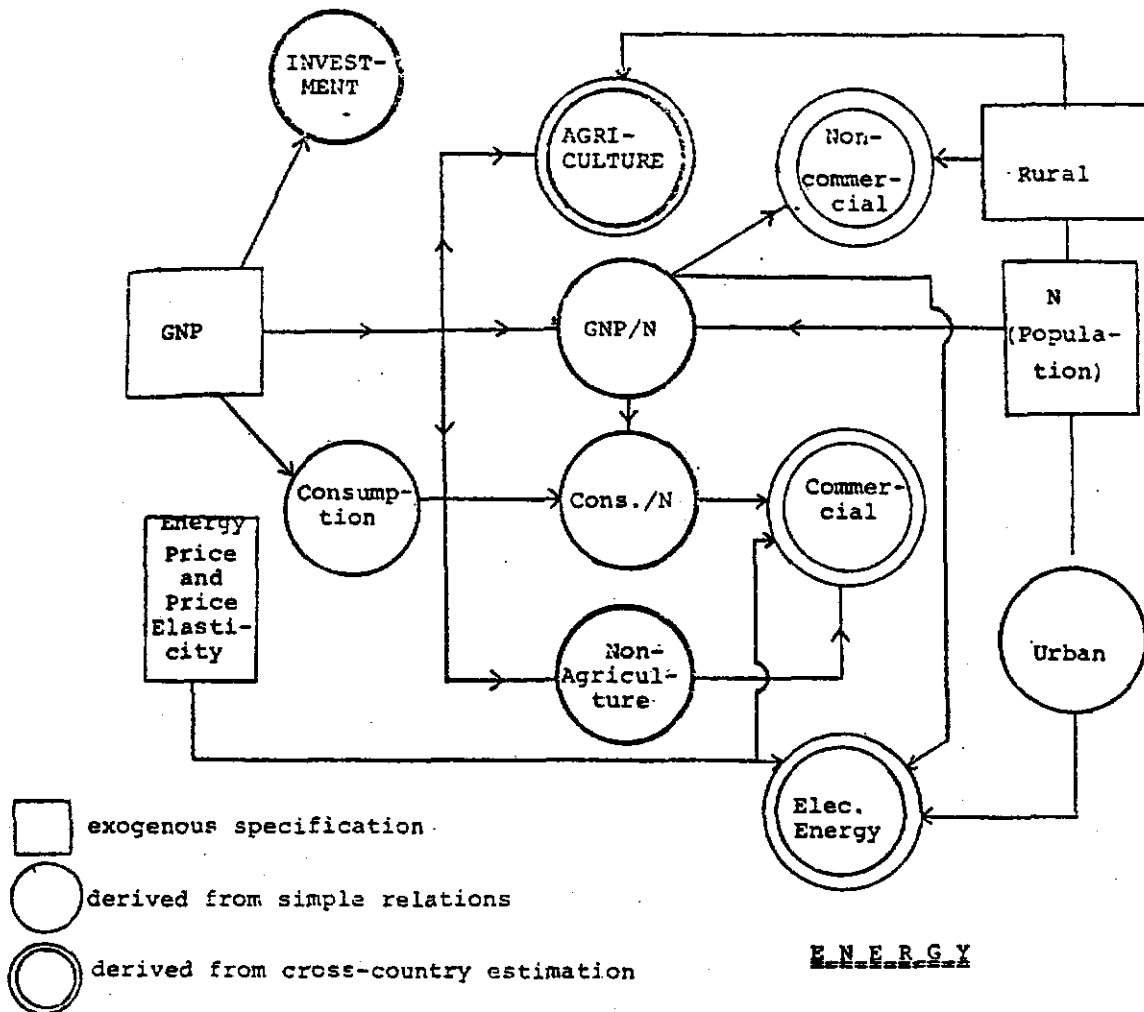 INVEST-
MENT
AGRI-
CULTURE
Non-
commer-
cial
Rural
GNP
GNP/N
N
(Popula-
tion)
Consump-
tion
Cons./N
Commer-
cial
Energy
Price
and
Price
Elasti-
city
Non-
Agricul-
ture
Urban
Elec.
Energy
exogenous specification
derived from simple relations
derived from cross-country estimation
E N E R G Y